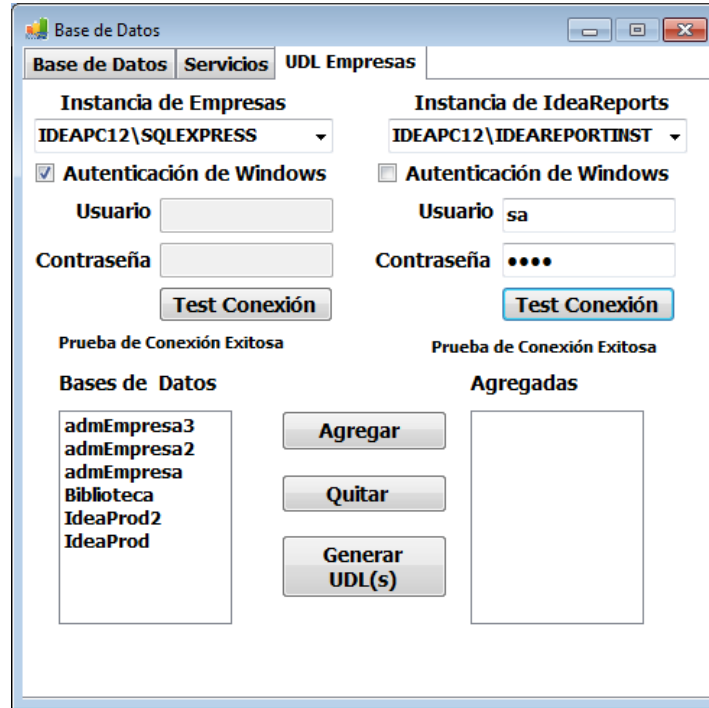 Base de Datos
Base de Datos Servicios UDL Empresas
Instancia de Empresas
IDEAPC12\SQLEXPRESS
Autenticación de Windows
Usuario
Contraseña
Test Conexión
Prueba de Conexión Exitosa
Instancia de IdeaReports
IDEAPC12\IDEAREPORTINST
Autenticación de Windows
Usuario sa
Contraseña ●●●●
Test Conexión
Prueba de Conexión Exitosa
Bases de Datos
admEmpresa3
admEmpresa2
admEmpresa
Biblioteca
IdeaProd2
IdeaProd
Agregar
Quitar
Generar
UDL(s)
Agregadas